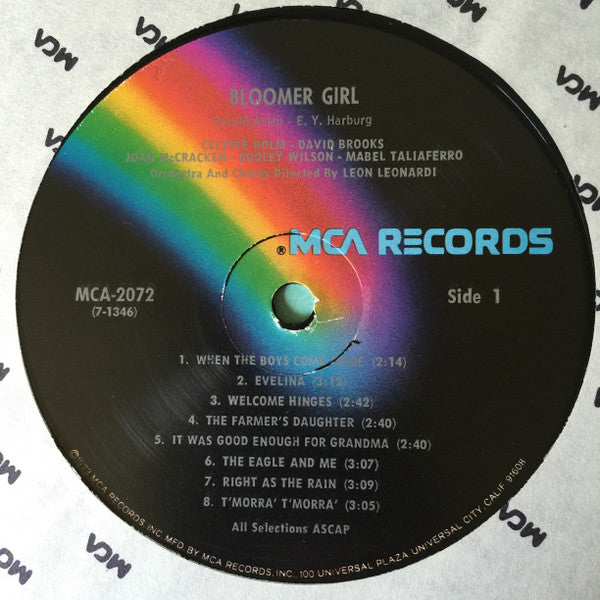 BLOOMER GIRL
Harold Arlen - E. Y. Harburg
CELESTE HOLM - DAVID BROOKS
JOAN McCRACKEN - DOOLEY WILSON - MABEL TALIAFERRO
Orchestra And Chorus Directed By LEON LEONARDI
®MCA RECORDS
MCA-2072
(7-1346)
Side 1
1. WHEN THE BOYS COME HOME (2:14)
2. EVELINA (3:12)
3. WELCOME HINGES (2:42)
4. THE FARMER'S DAUGHTER (2:40)
5. IT WAS GOOD ENOUGH FOR GRANDMA (2:40)
6. THE EAGLE AND ME (3:07)
7. RIGHT AS THE RAIN (3:09)
8. T'MORRA' T'MORRA' (3:05)
All Selections ASCAP
©1973 MCA RECORDS INC. MFD BY MCA RECORDS, INC., 100 UNIVERSAL PLAZA UNIVERSAL CITY, CALIF. 91608
MCA
MCA
MCA
MCA
MCA
MCA
MCA
MCA